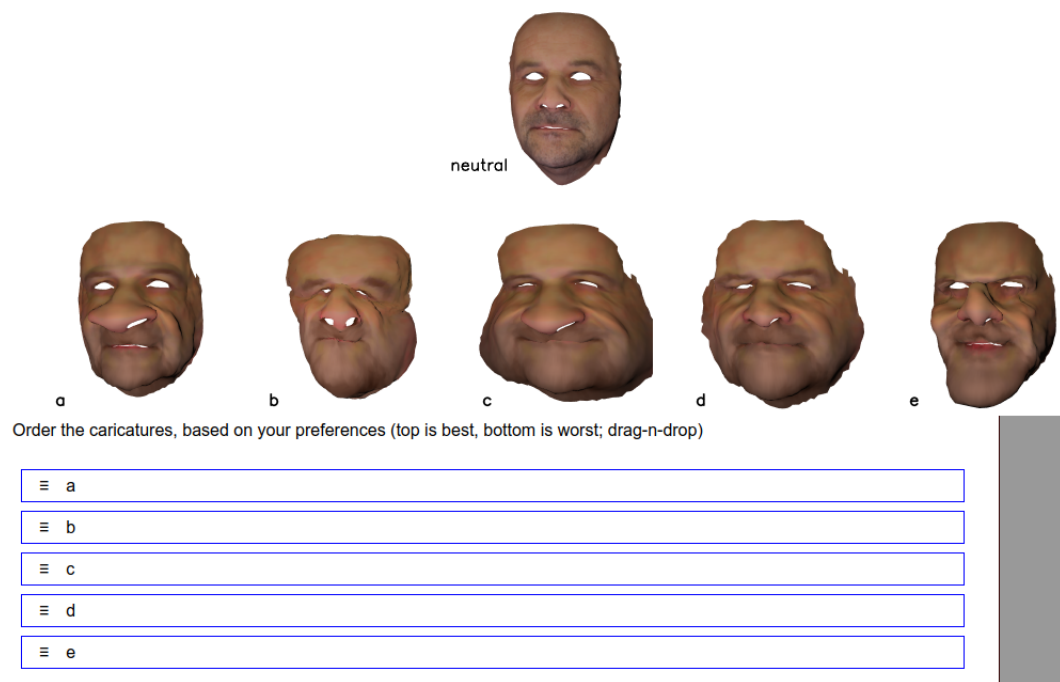 neutral
a b c d e
Order the caricatures, based on your preferences (top is best, bottom is worst; drag-n-drop)
a
b
c
d
e